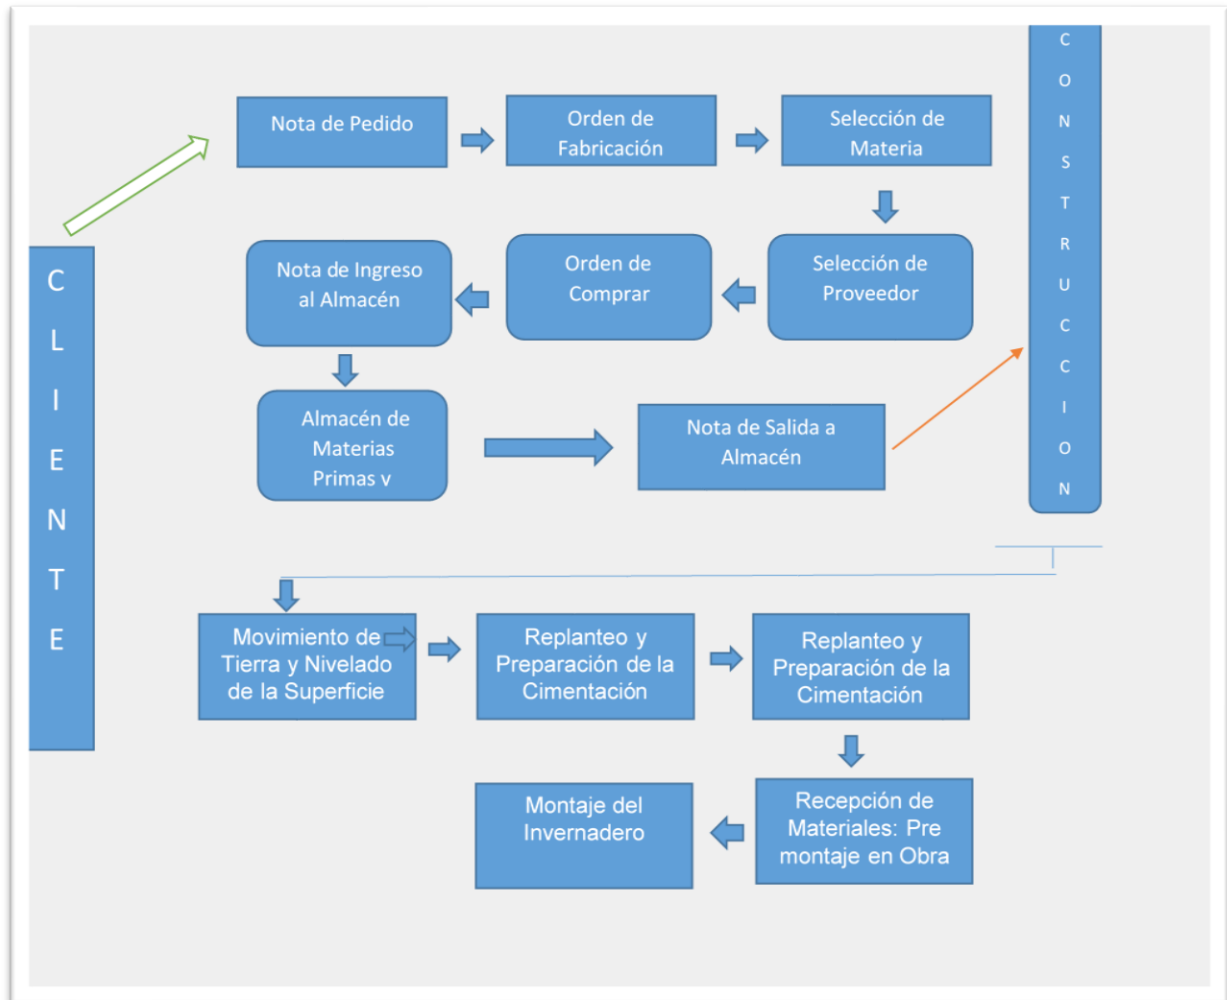 CLIENTE
Nota de Pedido
Orden de
Fabricación
Selección de
Materia
Selección de
Proveedor
Orden de
Comprar
Nota de Ingreso
al Almacén
Almacén de
Materias
Primas v
Nota de Salida a
Almacén
CONSTRUCCION
Movimiento de
Tierra y Nivelado
de la Superficie
Replanteo y
Preparación de la
Cimentación
Replanteo y
Preparación de la
Cimentación
Recepción de
Materiales: Pre
montaje en Obra
Montaje del
Invernadero